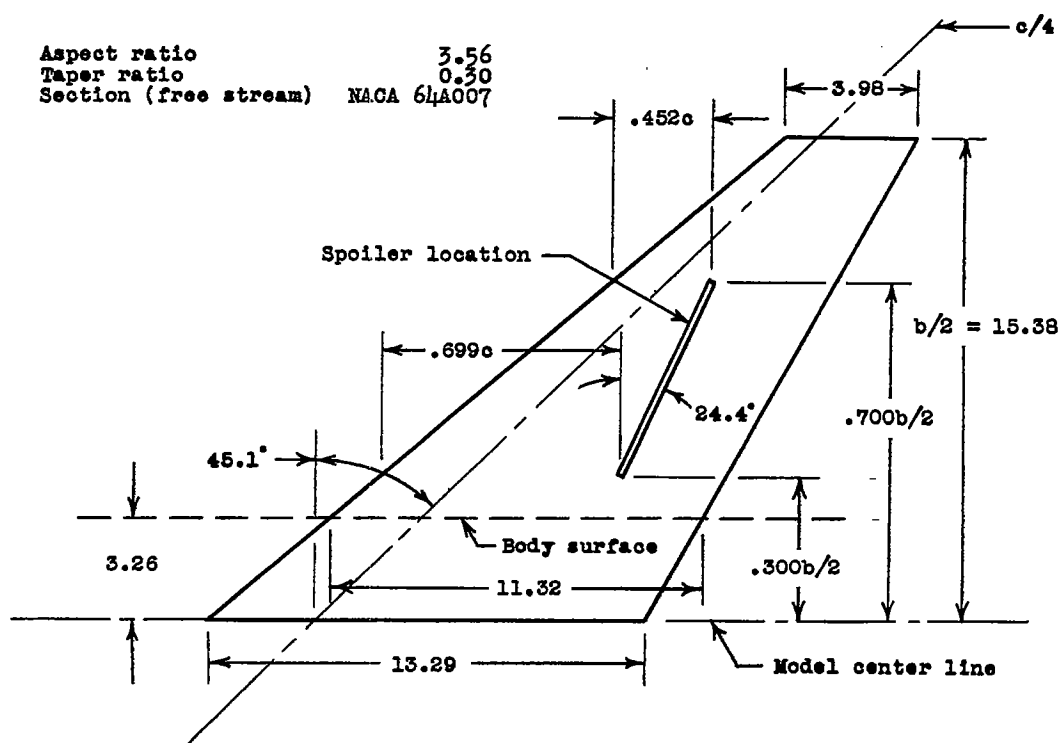 Aspect ratio 3.56
Taper ratio 0.30
Section (free stream) NACA 64A007
c/4
3.98
.452c
Spoiler location
b/2 = 15.38
.699c
24.4°
.700b/2
45.1°
Body surface
3.26
.300b/2
11.32
Model center line
13.29